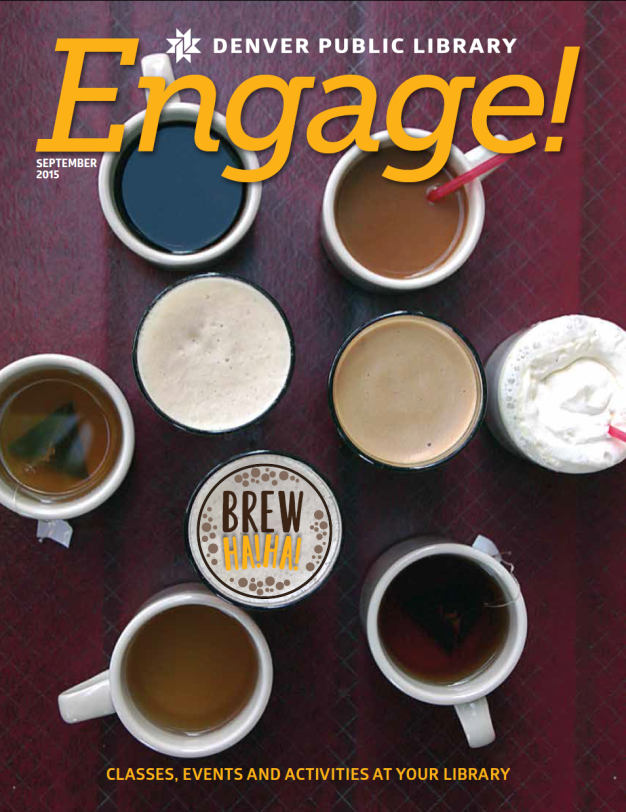 DENVER PUBLIC LIBRARY
Engage!
SEPTEMBER
2015
BREW
HA!HA!
CLASSES, EVENTS AND ACTIVITIES AT YOUR LIBRARY